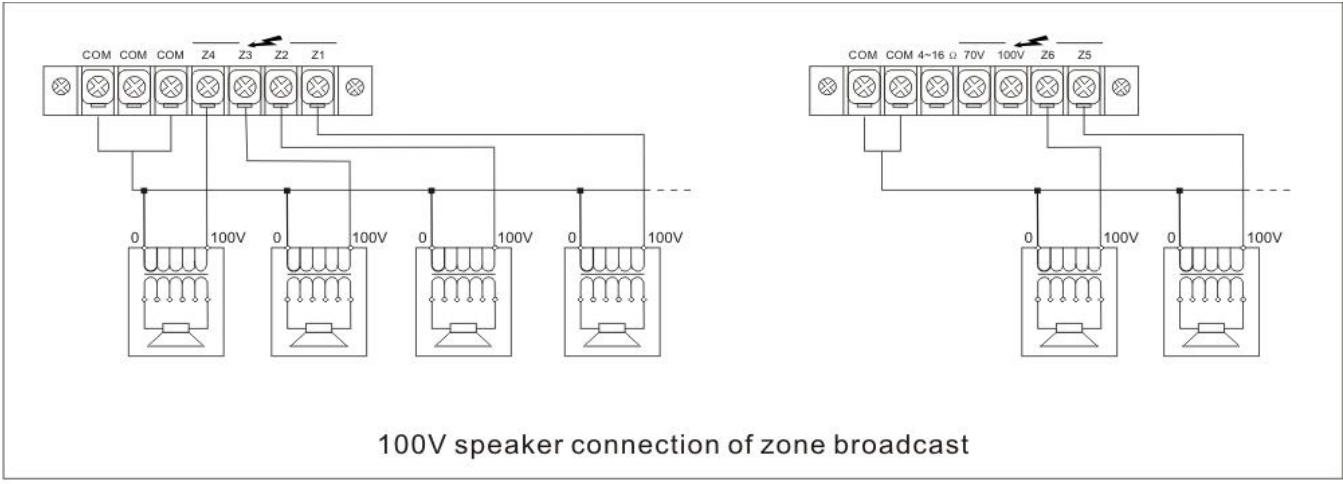 COM COM COM Z4 Z3 Z2 Z1
COM COM 4~16 Ω 70V 100V Z6 Z5
0 100V 0 100V 0 100V 0 100V
0 100V 0 100V
100V speaker connection of zone broadcast